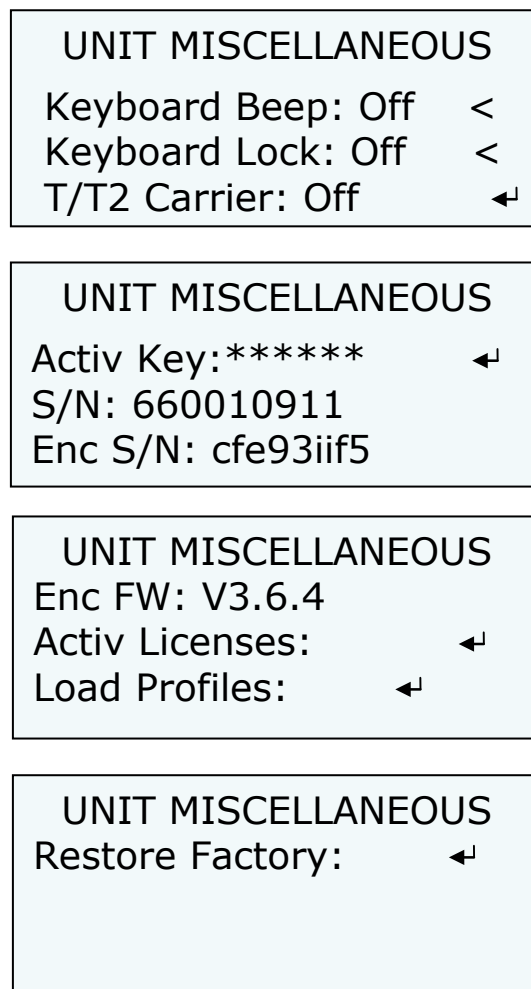 UNIT MISCELLANEOUS
Keyboard Beep: Off <
Keyboard Lock: Off <
T/T2 Carrier: Off ↵
UNIT MISCELLANEOUS
Activ Key:****** ↵
S/N: 660010911
Enc S/N: cfe93iif5
UNIT MISCELLANEOUS
Enc FW: V3.6.4
Activ Licenses: ↵
Load Profiles: ↵
UNIT MISCELLANEOUS
Restore Factory: ↵